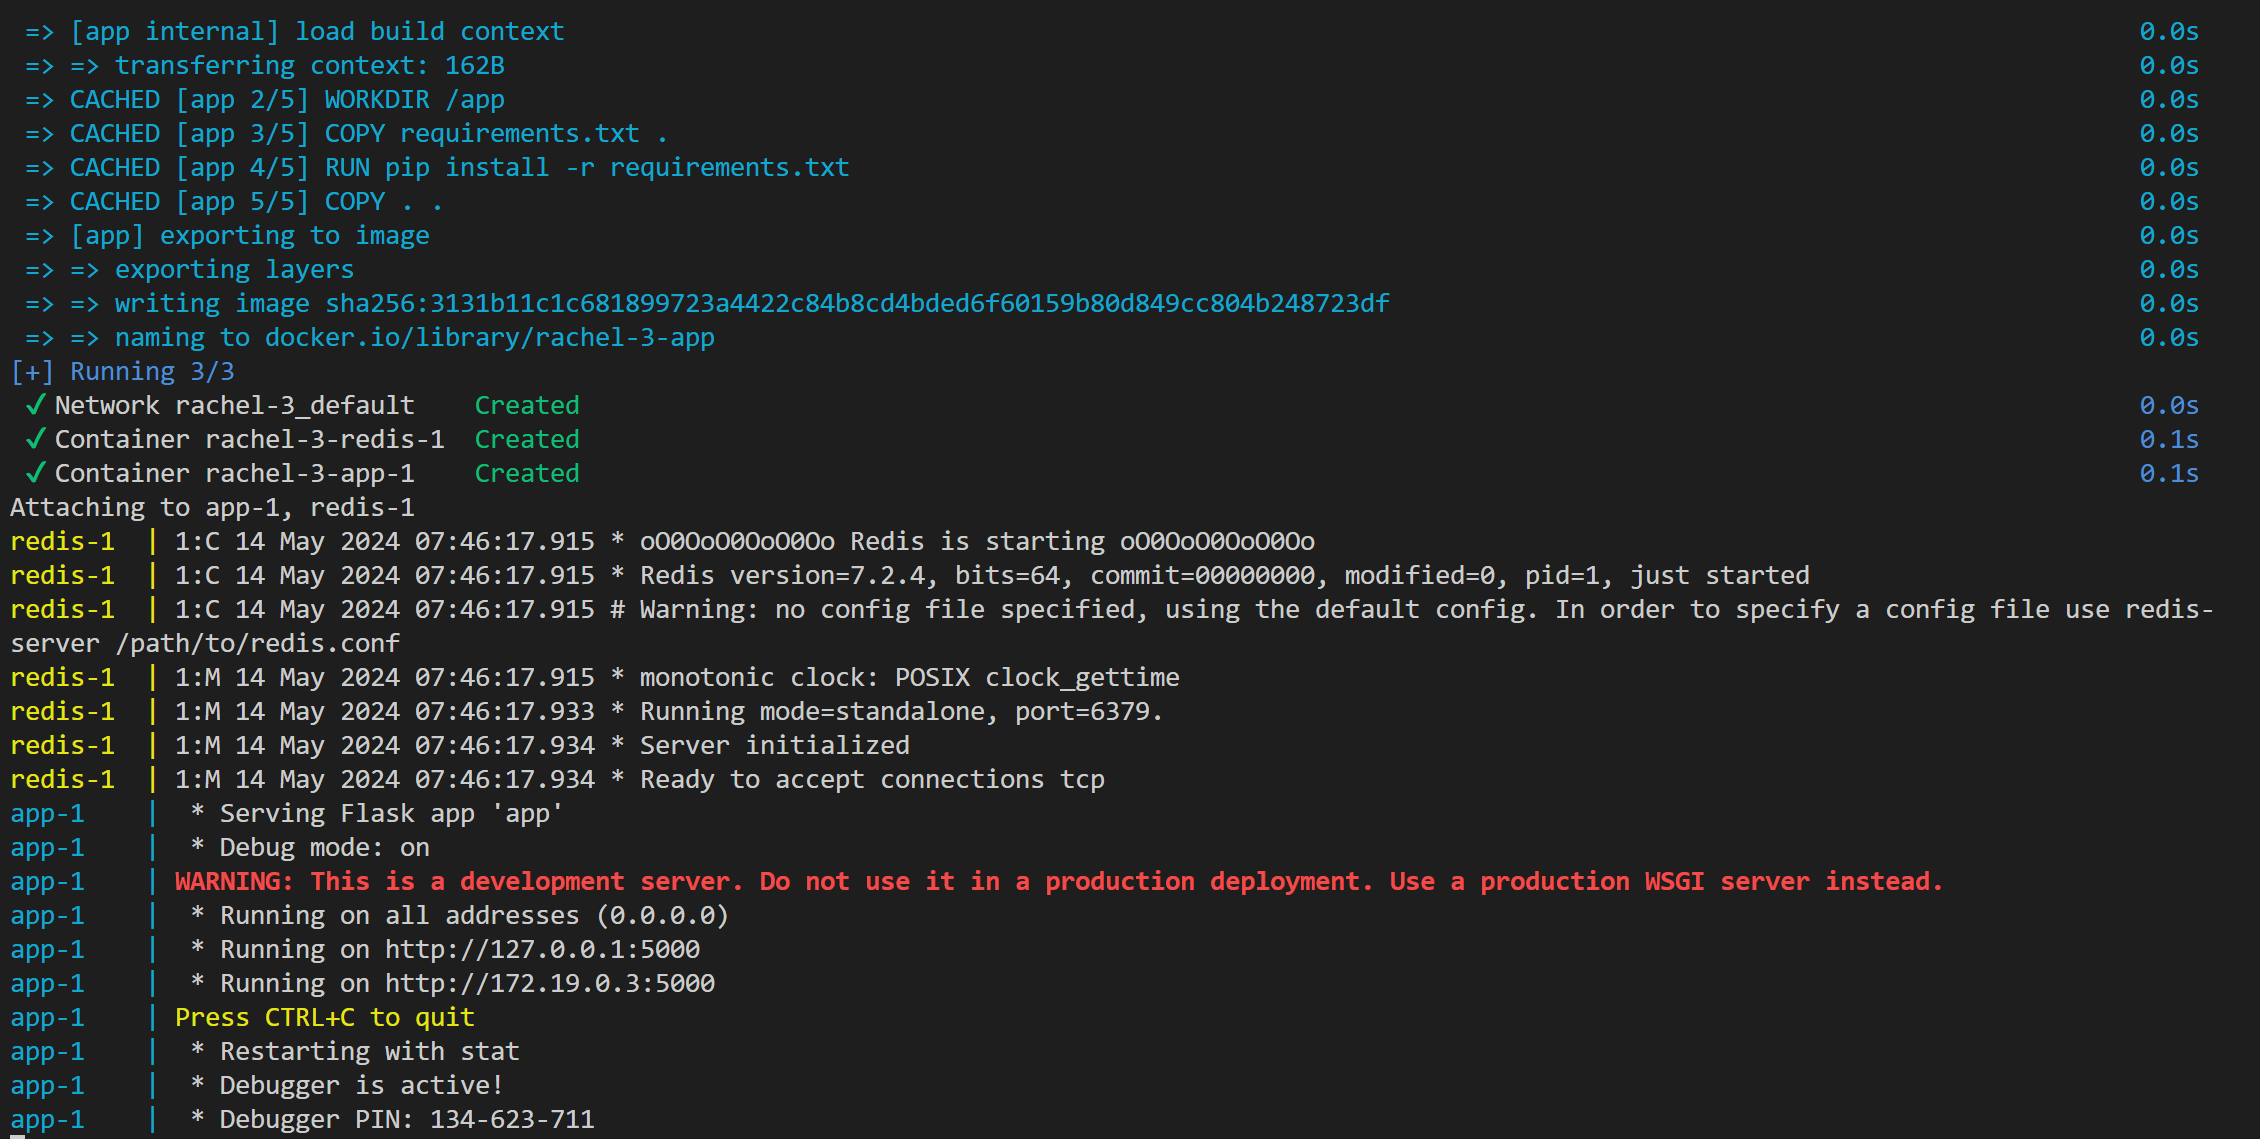 => [app internal] load build context 0.0s
=> => transferring context: 162B 0.0s
=> CACHED [app 2/5] WORKDIR /app 0.0s
=> CACHED [app 3/5] COPY requirements.txt . 0.0s
=> CACHED [app 4/5] RUN pip install -r requirements.txt 0.0s
=> CACHED [app 5/5] COPY . . 0.0s
=> [app] exporting to image 0.0s
=> => exporting layers 0.0s
=> => writing image sha256:3131b11c1c681899723a4422c84b8cd4bded6f60159b80d849cc804b248723df 0.0s
=> => naming to docker.io/library/rachel-3-app 0.0s
[+] Running 3/3
✓ Network rachel-3_default Created 0.0s
✓ Container rachel-3-redis-1 Created 0.1s
✓ Container rachel-3-app-1 Created 0.1s
Attaching to app-1, redis-1
redis-1 | 1:C 14 May 2024 07:46:17.915 * oO0OoO0OoO0Oo Redis is starting oO0OoO0OoO0Oo
redis-1 | 1:C 14 May 2024 07:46:17.915 * Redis version=7.2.4, bits=64, commit=00000000, modified=0, pid=1, just started
redis-1 | 1:C 14 May 2024 07:46:17.915 # Warning: no config file specified, using the default config. In order to specify a config file use redis-
server /path/to/redis.conf
redis-1 | 1:M 14 May 2024 07:46:17.915 * monotonic clock: POSIX clock_gettime
redis-1 | 1:M 14 May 2024 07:46:17.933 * Running mode=standalone, port=6379.
redis-1 | 1:M 14 May 2024 07:46:17.934 * Server initialized
redis-1 | 1:M 14 May 2024 07:46:17.934 * Ready to accept connections tcp
app-1 | * Serving Flask app 'app'
app-1 | * Debug mode: on
app-1 | WARNING: This is a development server. Do not use it in a production deployment. Use a production WSGI server instead.
app-1 | * Running on all addresses (0.0.0.0)
app-1 | * Running on http://127.0.0.1:5000
app-1 | * Running on http://172.19.0.3:5000
app-1 | Press CTRL+C to quit
app-1 | * Restarting with stat
app-1 | * Debugger is active!
app-1 | * Debugger PIN: 134-623-711